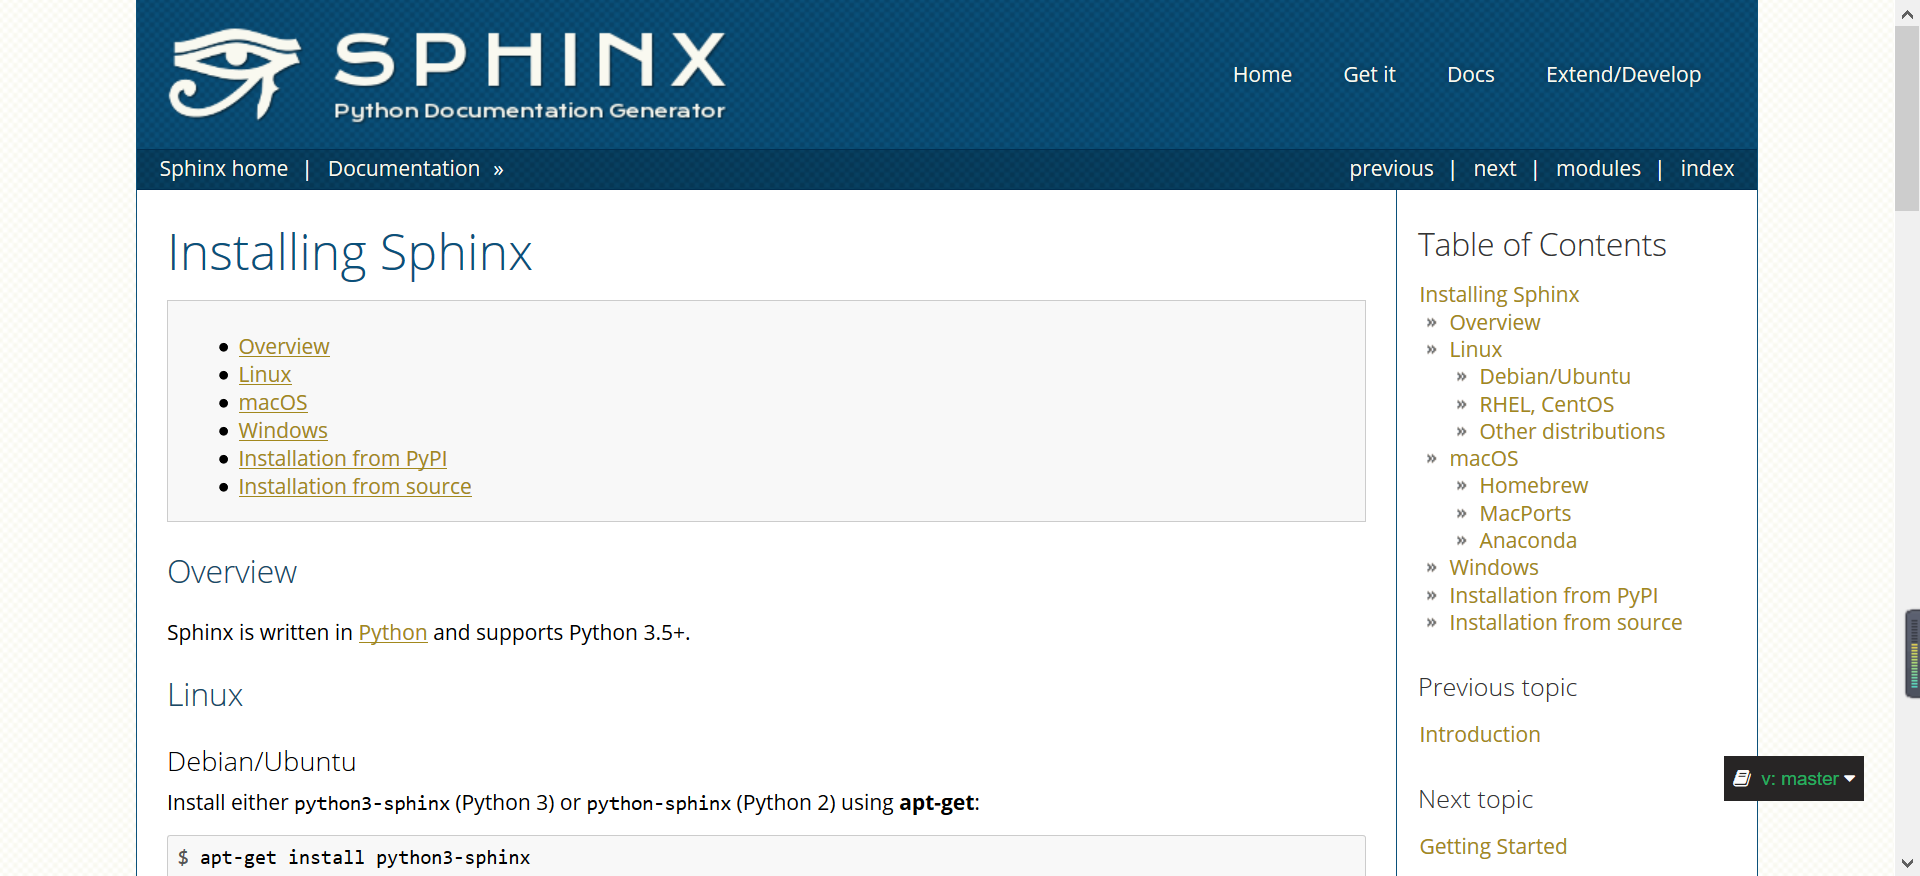 SPHINX
Python Documentation Generator
Home Get it Docs Extend/Develop
Sphinx home | Documentation »
previous | next | modules | index
Installing Sphinx
Overview
Linux
macOS
Windows
Installation from PyPI
Installation from source
Overview
Sphinx is written in Python and supports Python 3.5+.
Linux
Debian/Ubuntu
Install either python3-sphinx (Python 3) or python-sphinx (Python 2) using apt-get:
$ apt-get install python3-sphinx
Table of Contents
Installing Sphinx
» Overview
» Linux
» Debian/Ubuntu
» RHEL, CentOS
» Other distributions
» macOS
» Homebrew
» MacPorts
» Anaconda
» Windows
» Installation from PyPI
» Installation from source
Previous topic
Introduction
v: master
Next topic
Getting Started